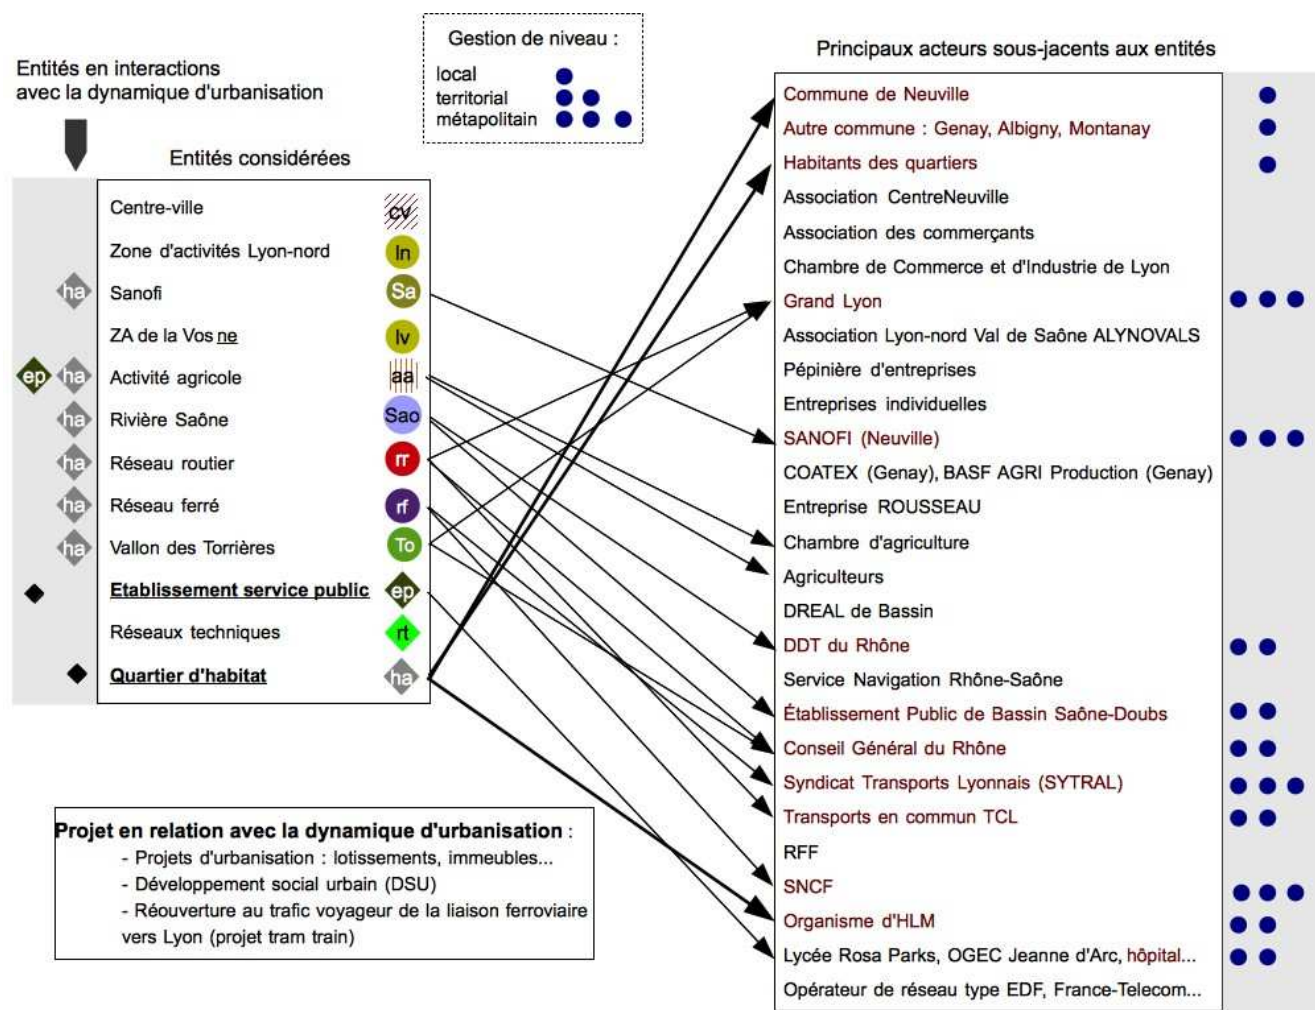 Gestion de niveau :
local
territorial
métapolitain
Principaux acteurs sous-jacents aux entités
Entités en interactions
avec la dynamique d'urbanisation
Entités considérées
Centre-ville cv
Zone d'activités Lyon-nord ln
ha Sanofi Sa
ZA de la Vosne lv
ep ha Activité agricole aa
ha Rivière Saône Sao
ha Réseau routier rr
ha Réseau ferré rf
ha Vallon des Torrières To
Etablissement service public ep
Réseaux techniques rt
Quartier d'habitat ha
Commune de Neuville
Autre commune : Genay, Albigny, Montanay
Habitants des quartiers
Association CentreNeuville
Association des commerçants
Chambre de Commerce et d'Industrie de Lyon
Grand Lyon
Association Lyon-nord Val de Saône ALYNOVALS
Pépinière d'entreprises
Entreprises individuelles
SANOFI (Neuville)
COATEX (Genay), BASF AGRI Production (Genay)
Entreprise ROUSSEAU
Chambre d'agriculture
Agriculteurs
DREAL de Bassin
DDT du Rhône
Service Navigation Rhône-Saône
Établissement Public de Bassin Saône-Doubs
Conseil Général du Rhône
Syndicat Transports Lyonnais (SYTRAL)
Transports en commun TCL
RFF
SNCF
Organisme d'HLM
Lycée Rosa Parks, OGEC Jeanne d'Arc, hôpital...
Opérateur de réseau type EDF, France-Telecom...
Projet en relation avec la dynamique d'urbanisation :
- Projets d'urbanisation : lotissements, immeubles...
- Développement social urbain (DSU)
- Réouverture au trafic voyageur de la liaison ferroviaire
vers Lyon (projet tram train)